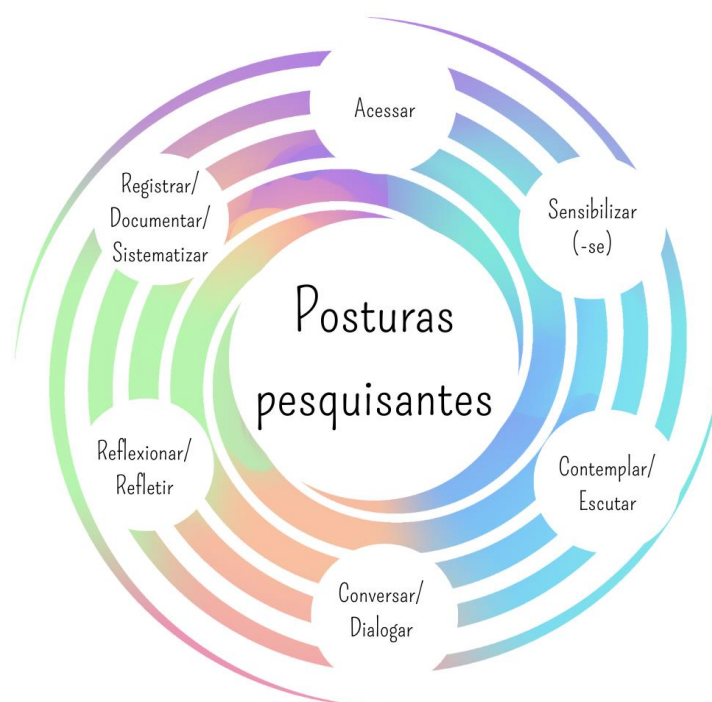 Posturas
pesquisantes
Acessar
Sensibilizar
(-se)
Contemplar/
Escutar
Conversar/
Dialogar
Reflexionar/
Refletir
Registrar/
Documentar/
Sistematizar